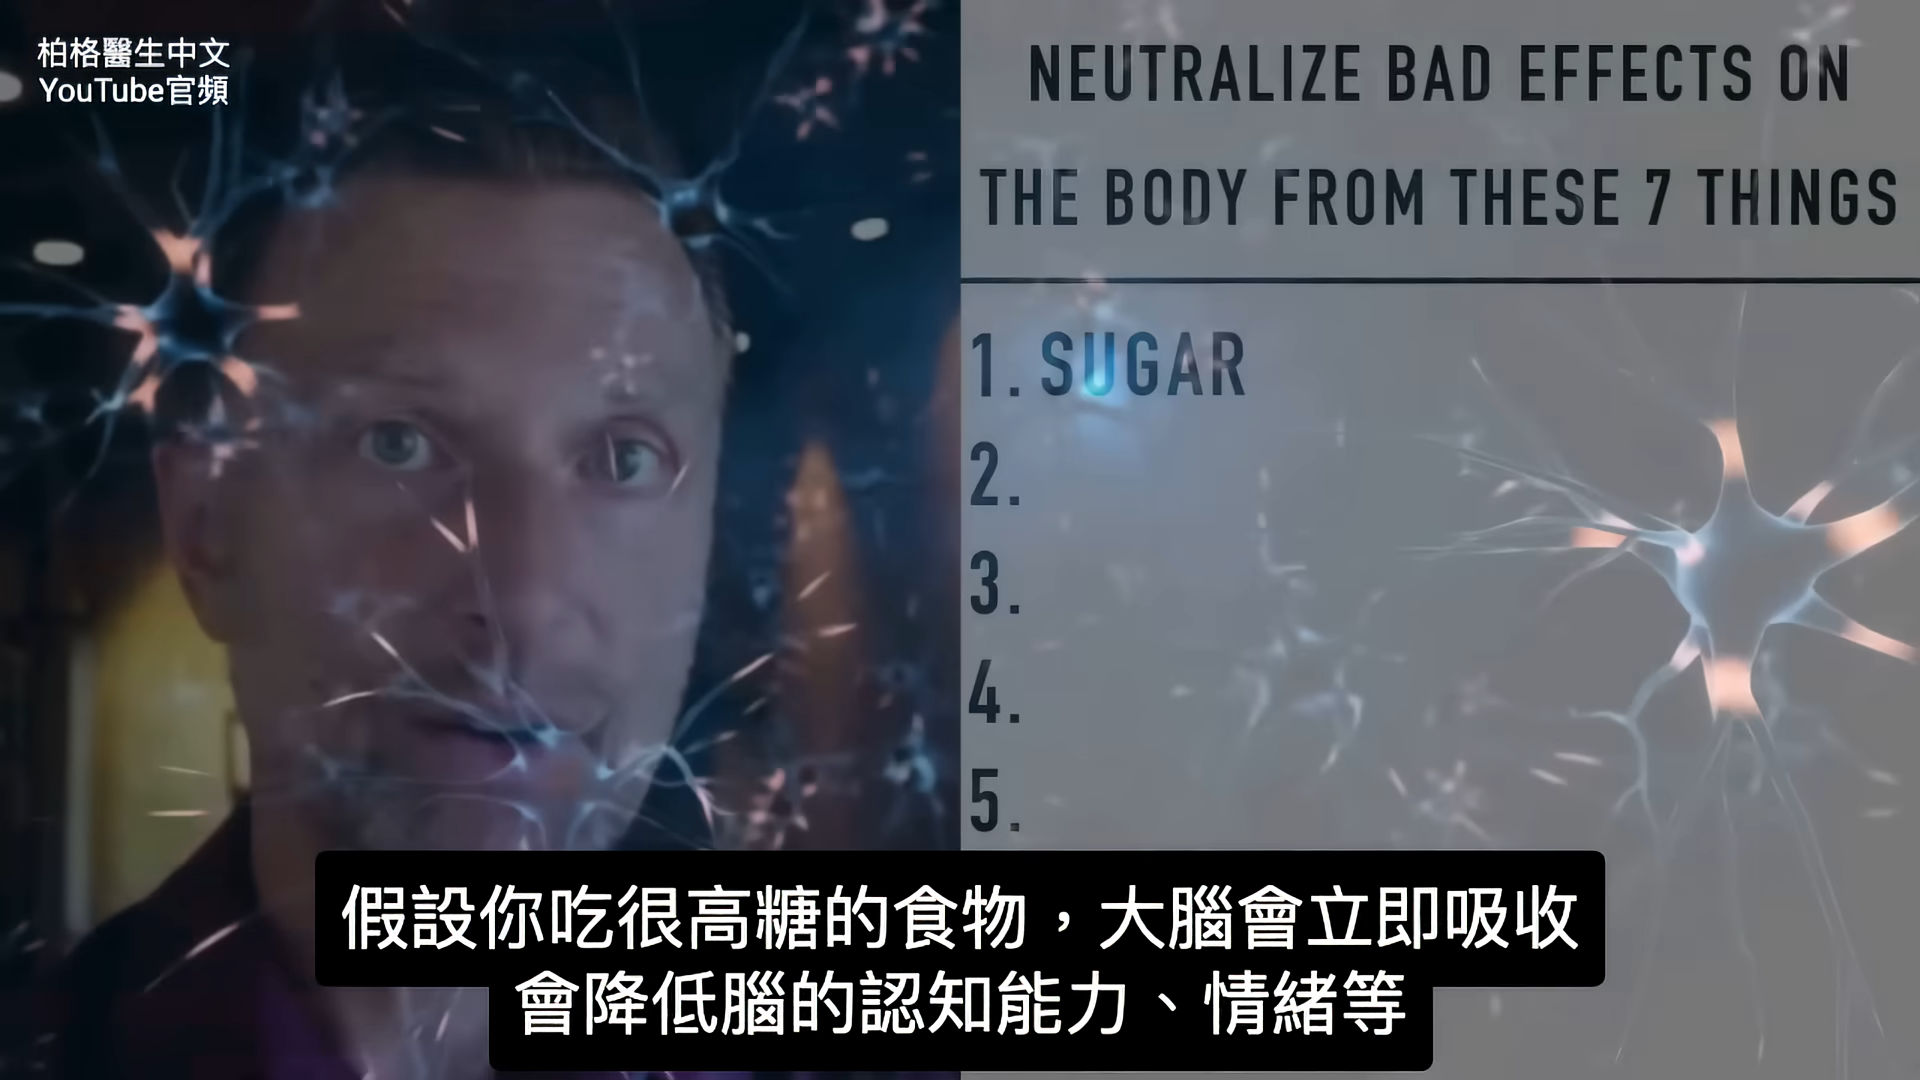 柏格醫生中文
YouTube官頻
NEUTRALIZE BAD EFFECTS ON
THE BODY FROM THESE 7 THINGS
1. SUGAR
2.
3.
4.
5.
假設你吃很高糖的食物，大腦會立即吸收
會降低腦的認知能力、情緒等